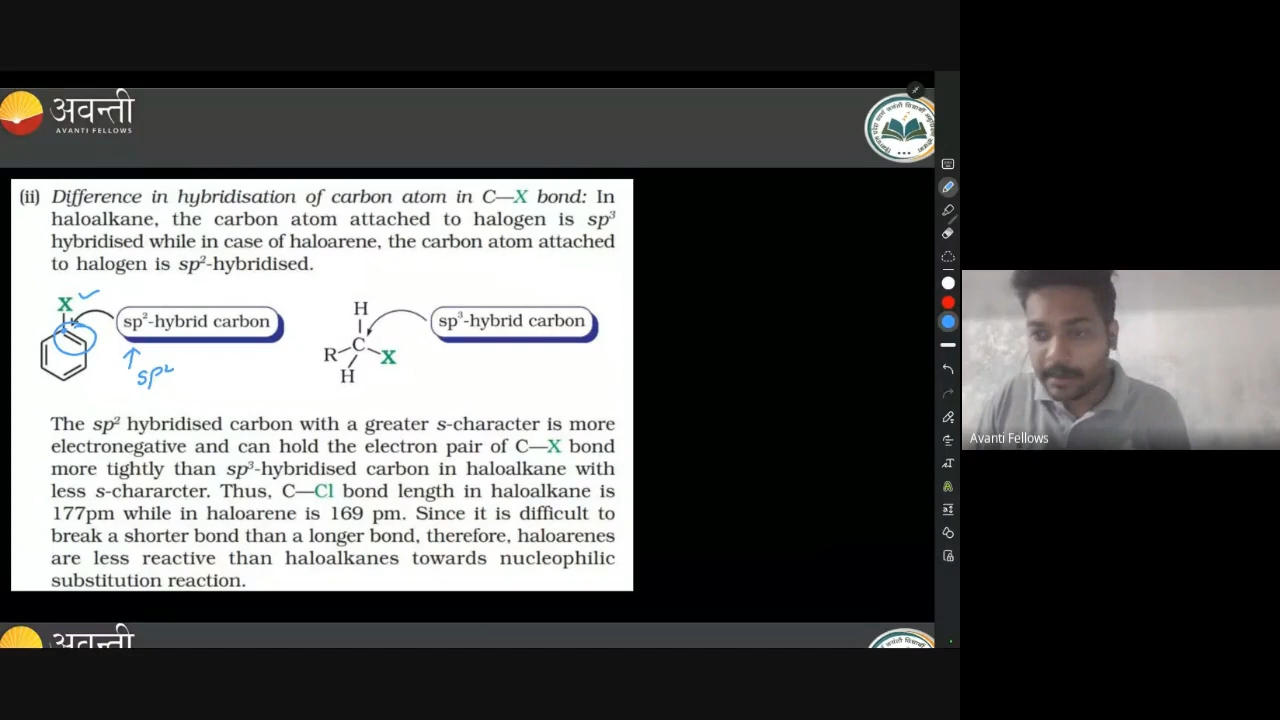 अवन्ती
AVANTI FELLOWS
(ii) Difference in hybridisation of carbon atom in C—X bond: In
haloalkane, the carbon atom attached to halogen is sp³
hybridised while in case of haloarene, the carbon atom attached
to halogen is sp²-hybridised.
X
sp²-hybrid carbon
sp²
H
R C X
H
sp³-hybrid carbon
The sp² hybridised carbon with a greater s-character is more
electronegative and can hold the electron pair of C—X bond
more tightly than sp³-hybridised carbon in haloalkane with
less s-chararcter. Thus, C—Cl bond length in haloalkane is
177pm while in haloarene is 169 pm. Since it is difficult to
break a shorter bond than a longer bond, therefore, haloarenes
are less reactive than haloalkanes towards nucleophilic
substitution reaction.
Avanti Fellows
अवन्ती